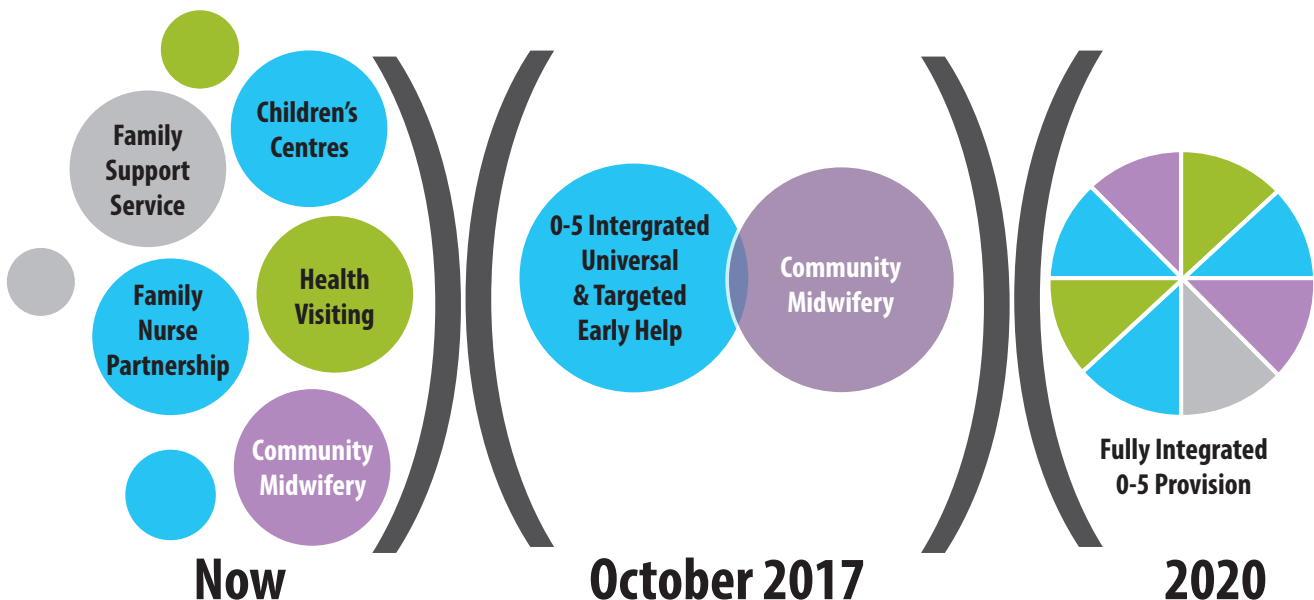 Family
Support
Service
Children's
Centres
Family
Nurse
Partnership
Health
Visiting
Community
Midwifery
Now
0-5 Intergrated
Universal
& Targeted
Early Help
Community
Midwifery
October 2017
Fully Integrated
0-5 Provision
2020